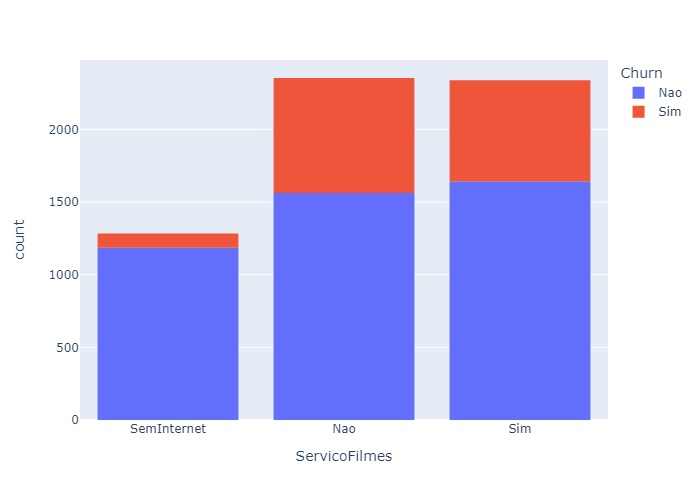 Churn
Nao
Sim
2000
1500
1000
500
0
count
SemInternet
Nao
Sim
ServicoFilmes